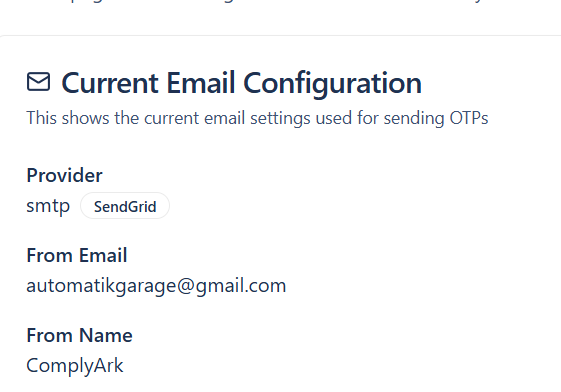 Current Email Configuration
This shows the current email settings used for sending OTPs
Provider
smtp SendGrid
From Email
automatikgarage@gmail.com
From Name
ComplyArk